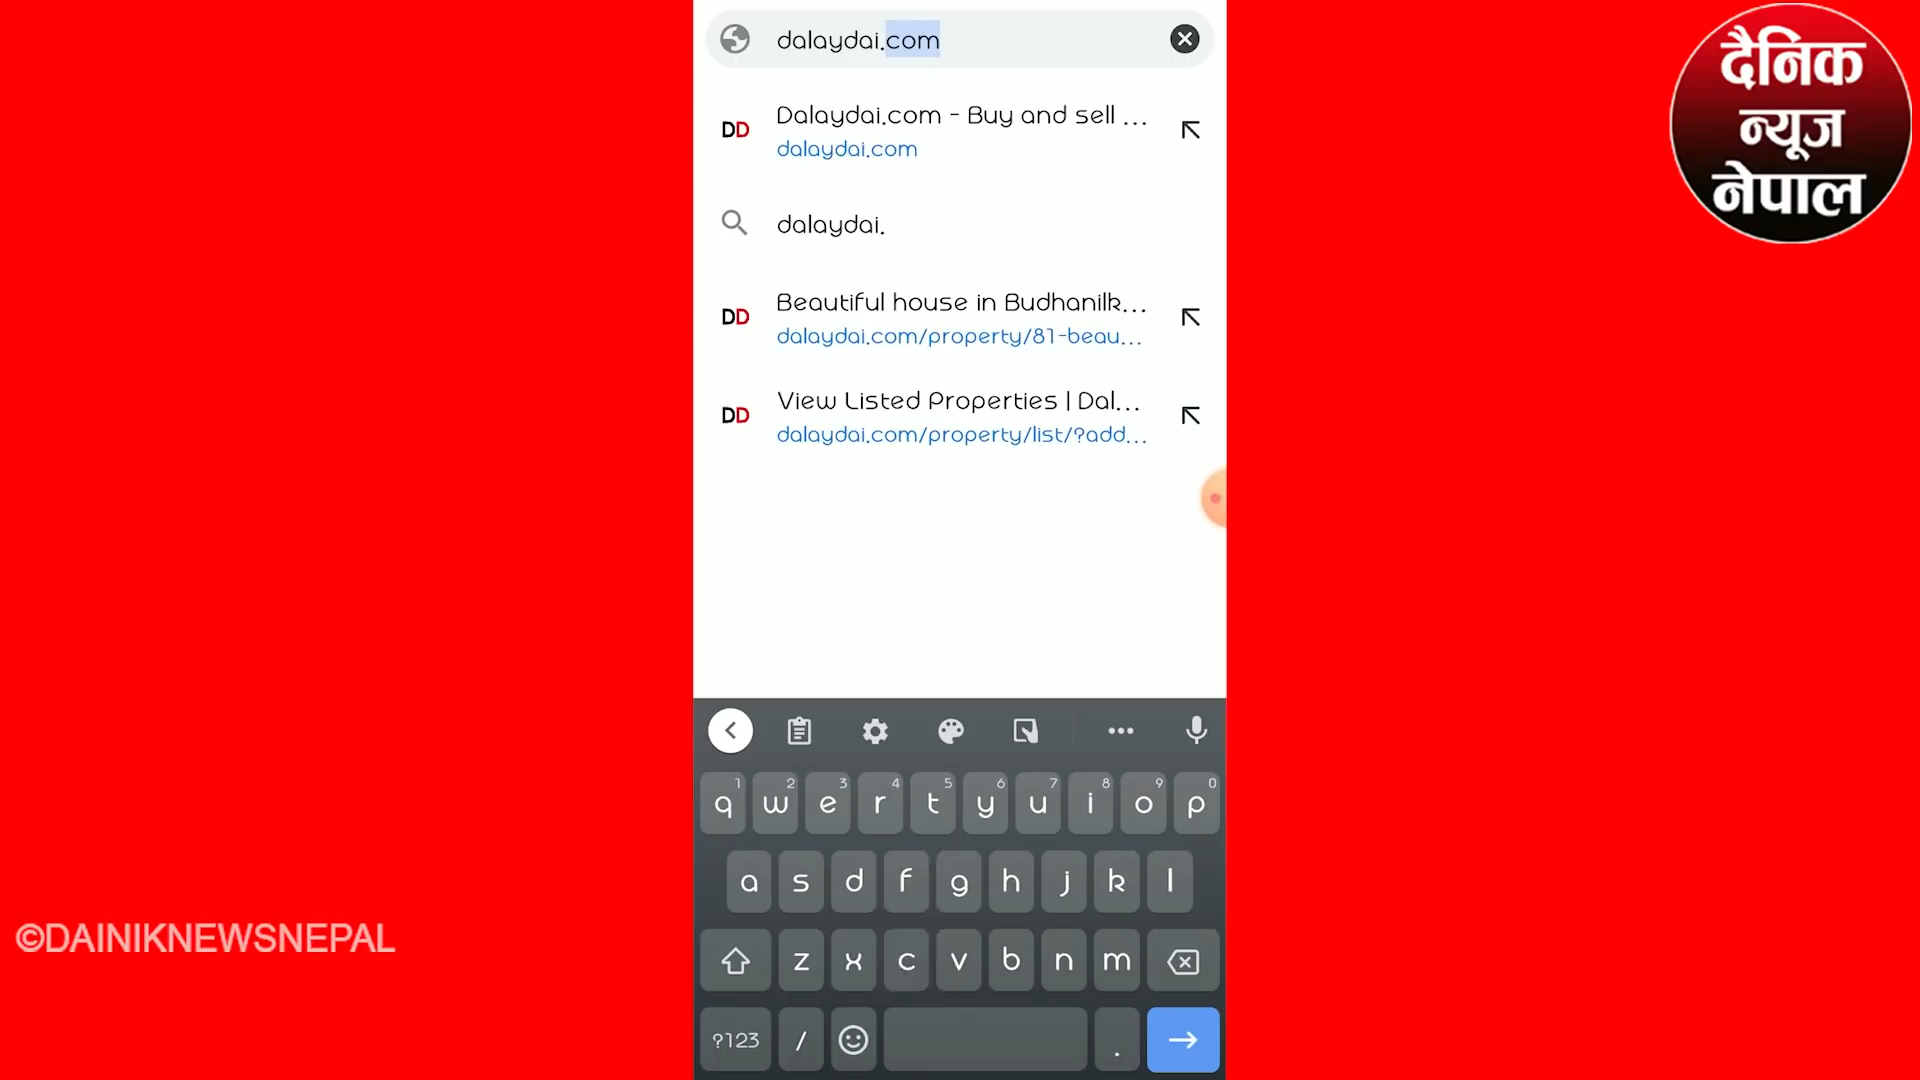 dalaydai.com
DD
Dalaydai.com - Buy and sell ...
dalaydai.com
dalaydai.
DD
Beautiful house in Budhanilk...
dalaydai.com/property/81-beau...
DD
View Listed Properties | Dal...
dalaydai.com/property/list/?add...
दैनिक
न्यूज
नेपाल
©DAINIKNEWSNEPAL
1 2 3 4 5 6 7 8 9 0
q w e r t y u i o p
a s d f g h j k l
z x c v b n m
?123 / .